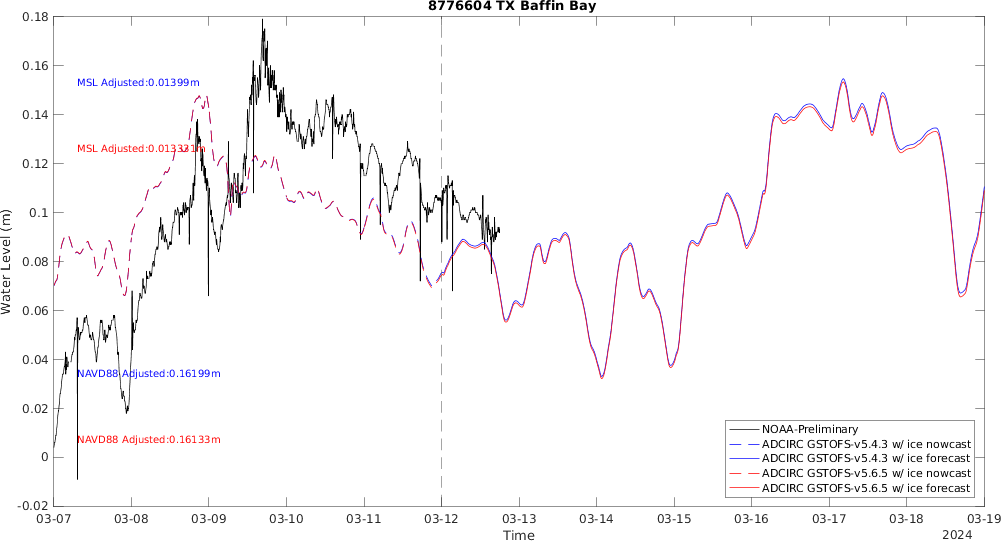 8776604 TX Baffin Bay
0.18
0.16
0.14
0.12
0.1
0.08
0.06
0.04
0.02
0
-0.02
Water Level (m)
MSL Adjusted:0.01399m
MSL Adjusted:0.013331m
NAVD88 Adjusted:0.16199m
NAVD88 Adjusted:0.16133m
NOAA-Preliminary
ADCIRC GSTOFS-v5.4.3 w/ ice nowcast
ADCIRC GSTOFS-v5.4.3 w/ ice forecast
ADCIRC GSTOFS-v5.6.5 w/ ice nowcast
ADCIRC GSTOFS-v5.6.5 w/ ice forecast
03-07 03-08 03-09 03-10 03-11 03-12 03-13 03-14 03-15 03-16 03-17 03-18 03-19
Time
2024